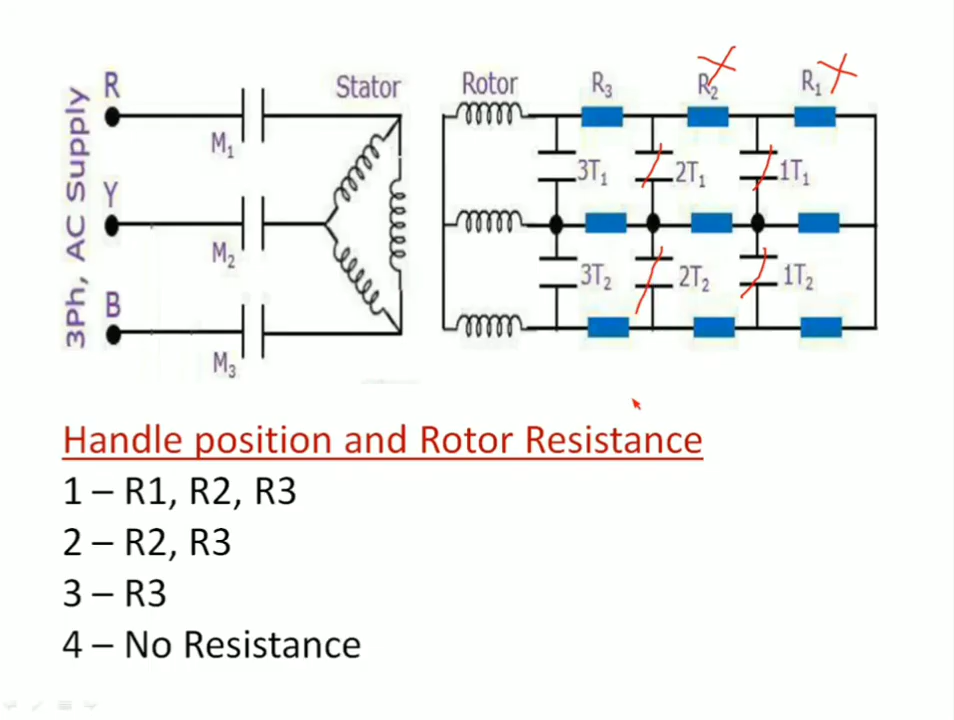 3Ph, AC Supply
R
Y
B
M1
M2
M3
Stator
Rotor
R3
R2
R1
3T1
2T1
1T1
3T2
2T2
1T2
Handle position and Rotor Resistance
1 – R1, R2, R3
2 – R2, R3
3 – R3
4 – No Resistance